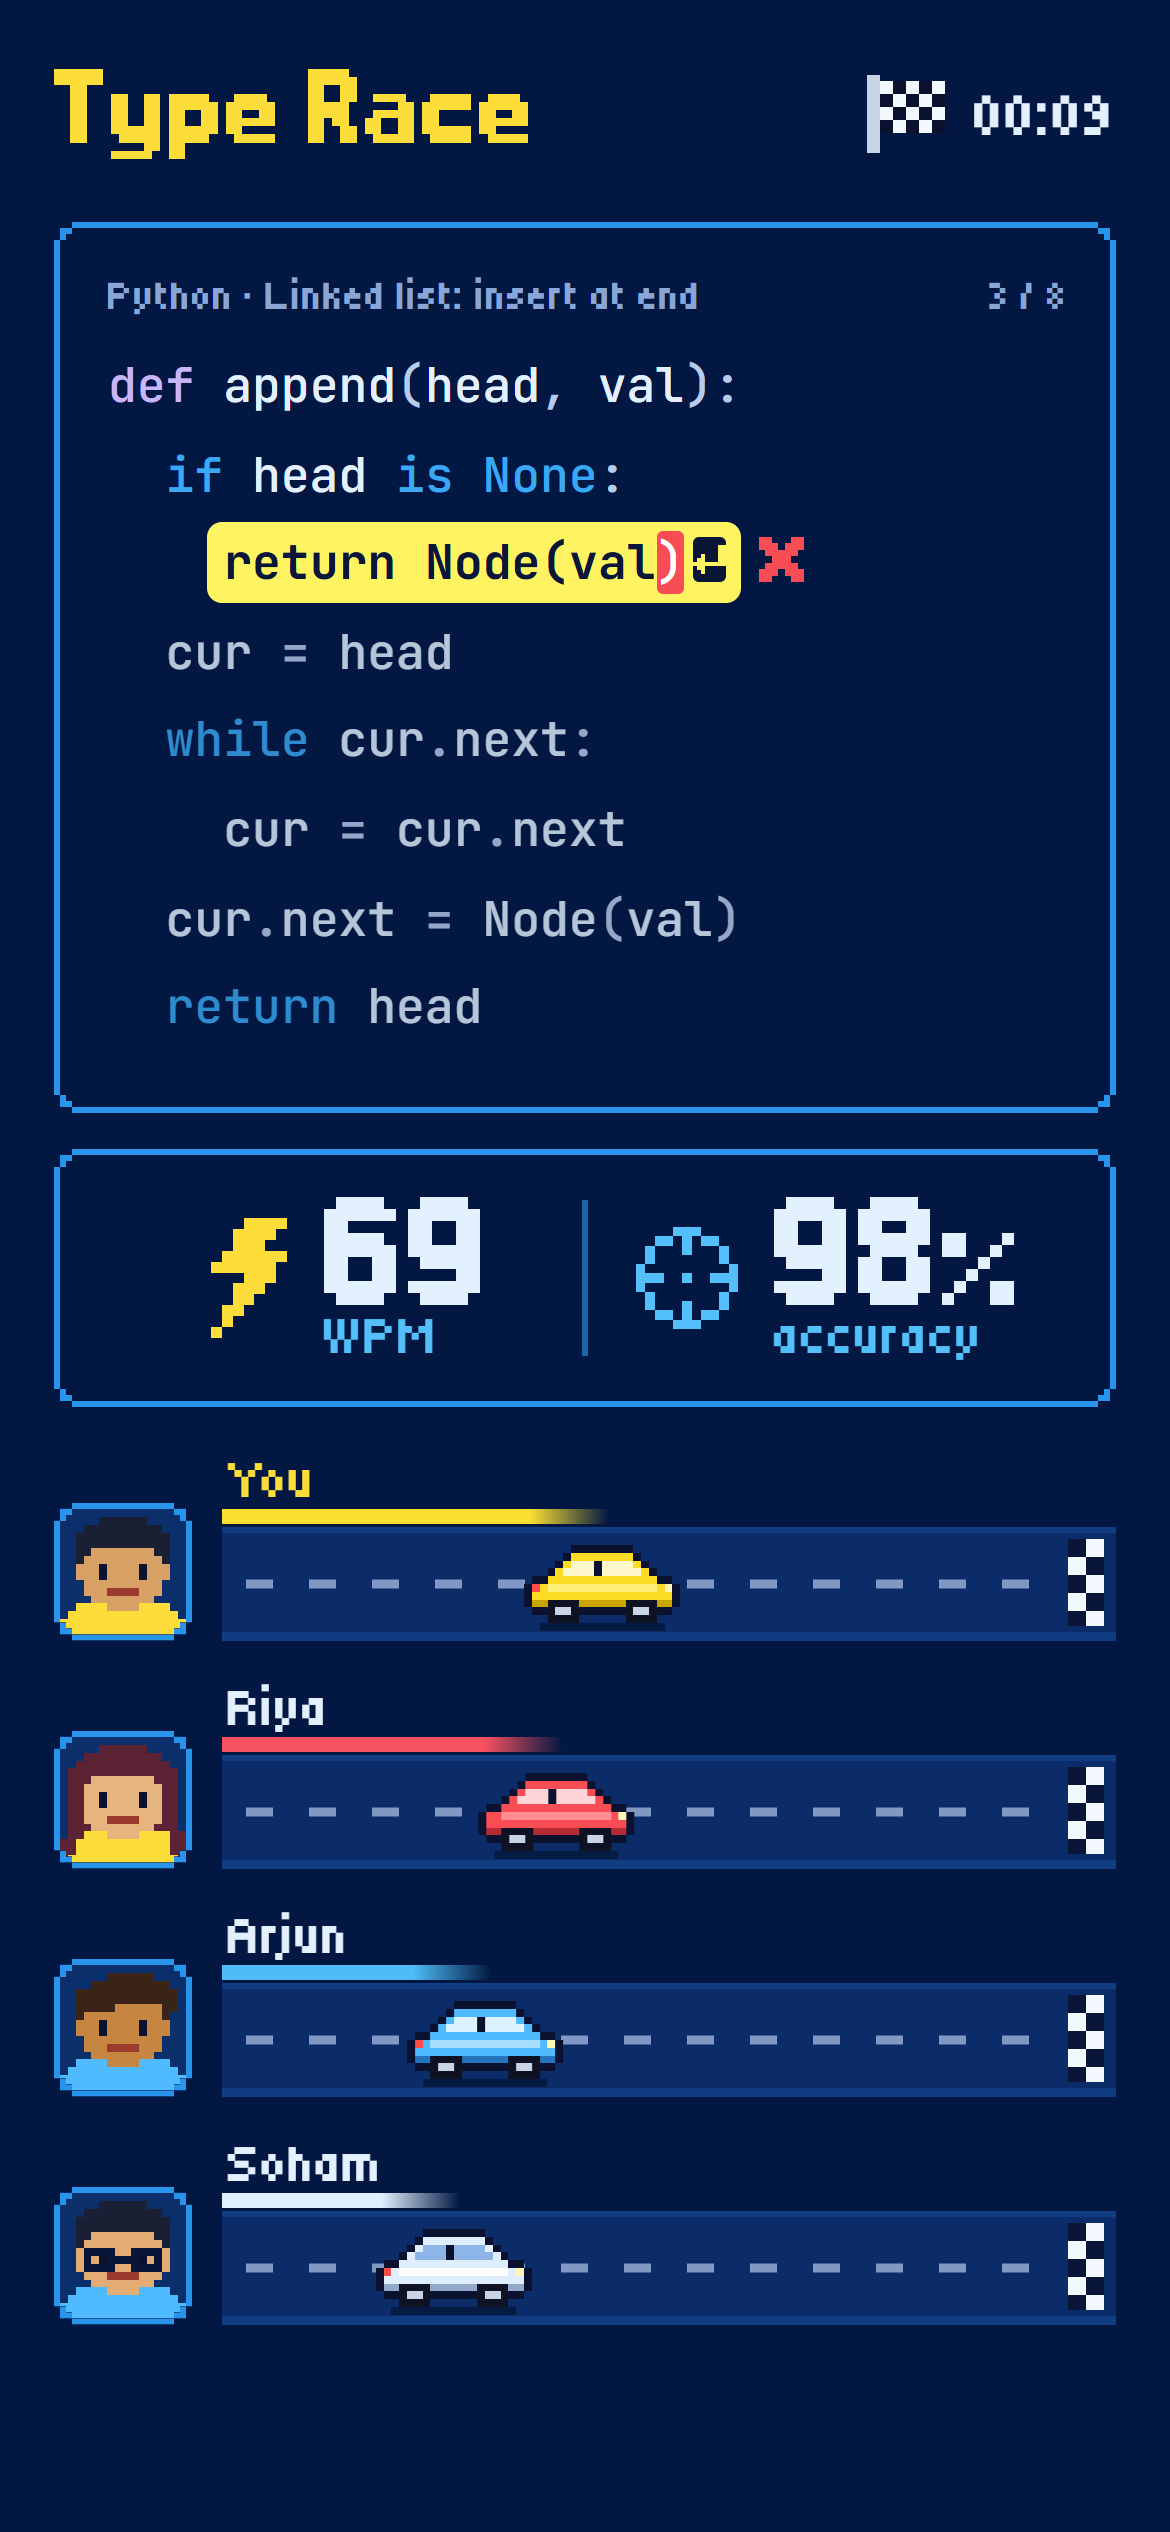 Type Race
00:03
Python · Linked list: insert at end
3 / 8
def append(head, val):
if head is None:
return Node(val)
cur = head
while cur.next:
cur = cur.next
cur.next = Node(val)
return head
69
WPM
98%
accuracy
You
Riya
Arjun
Soham